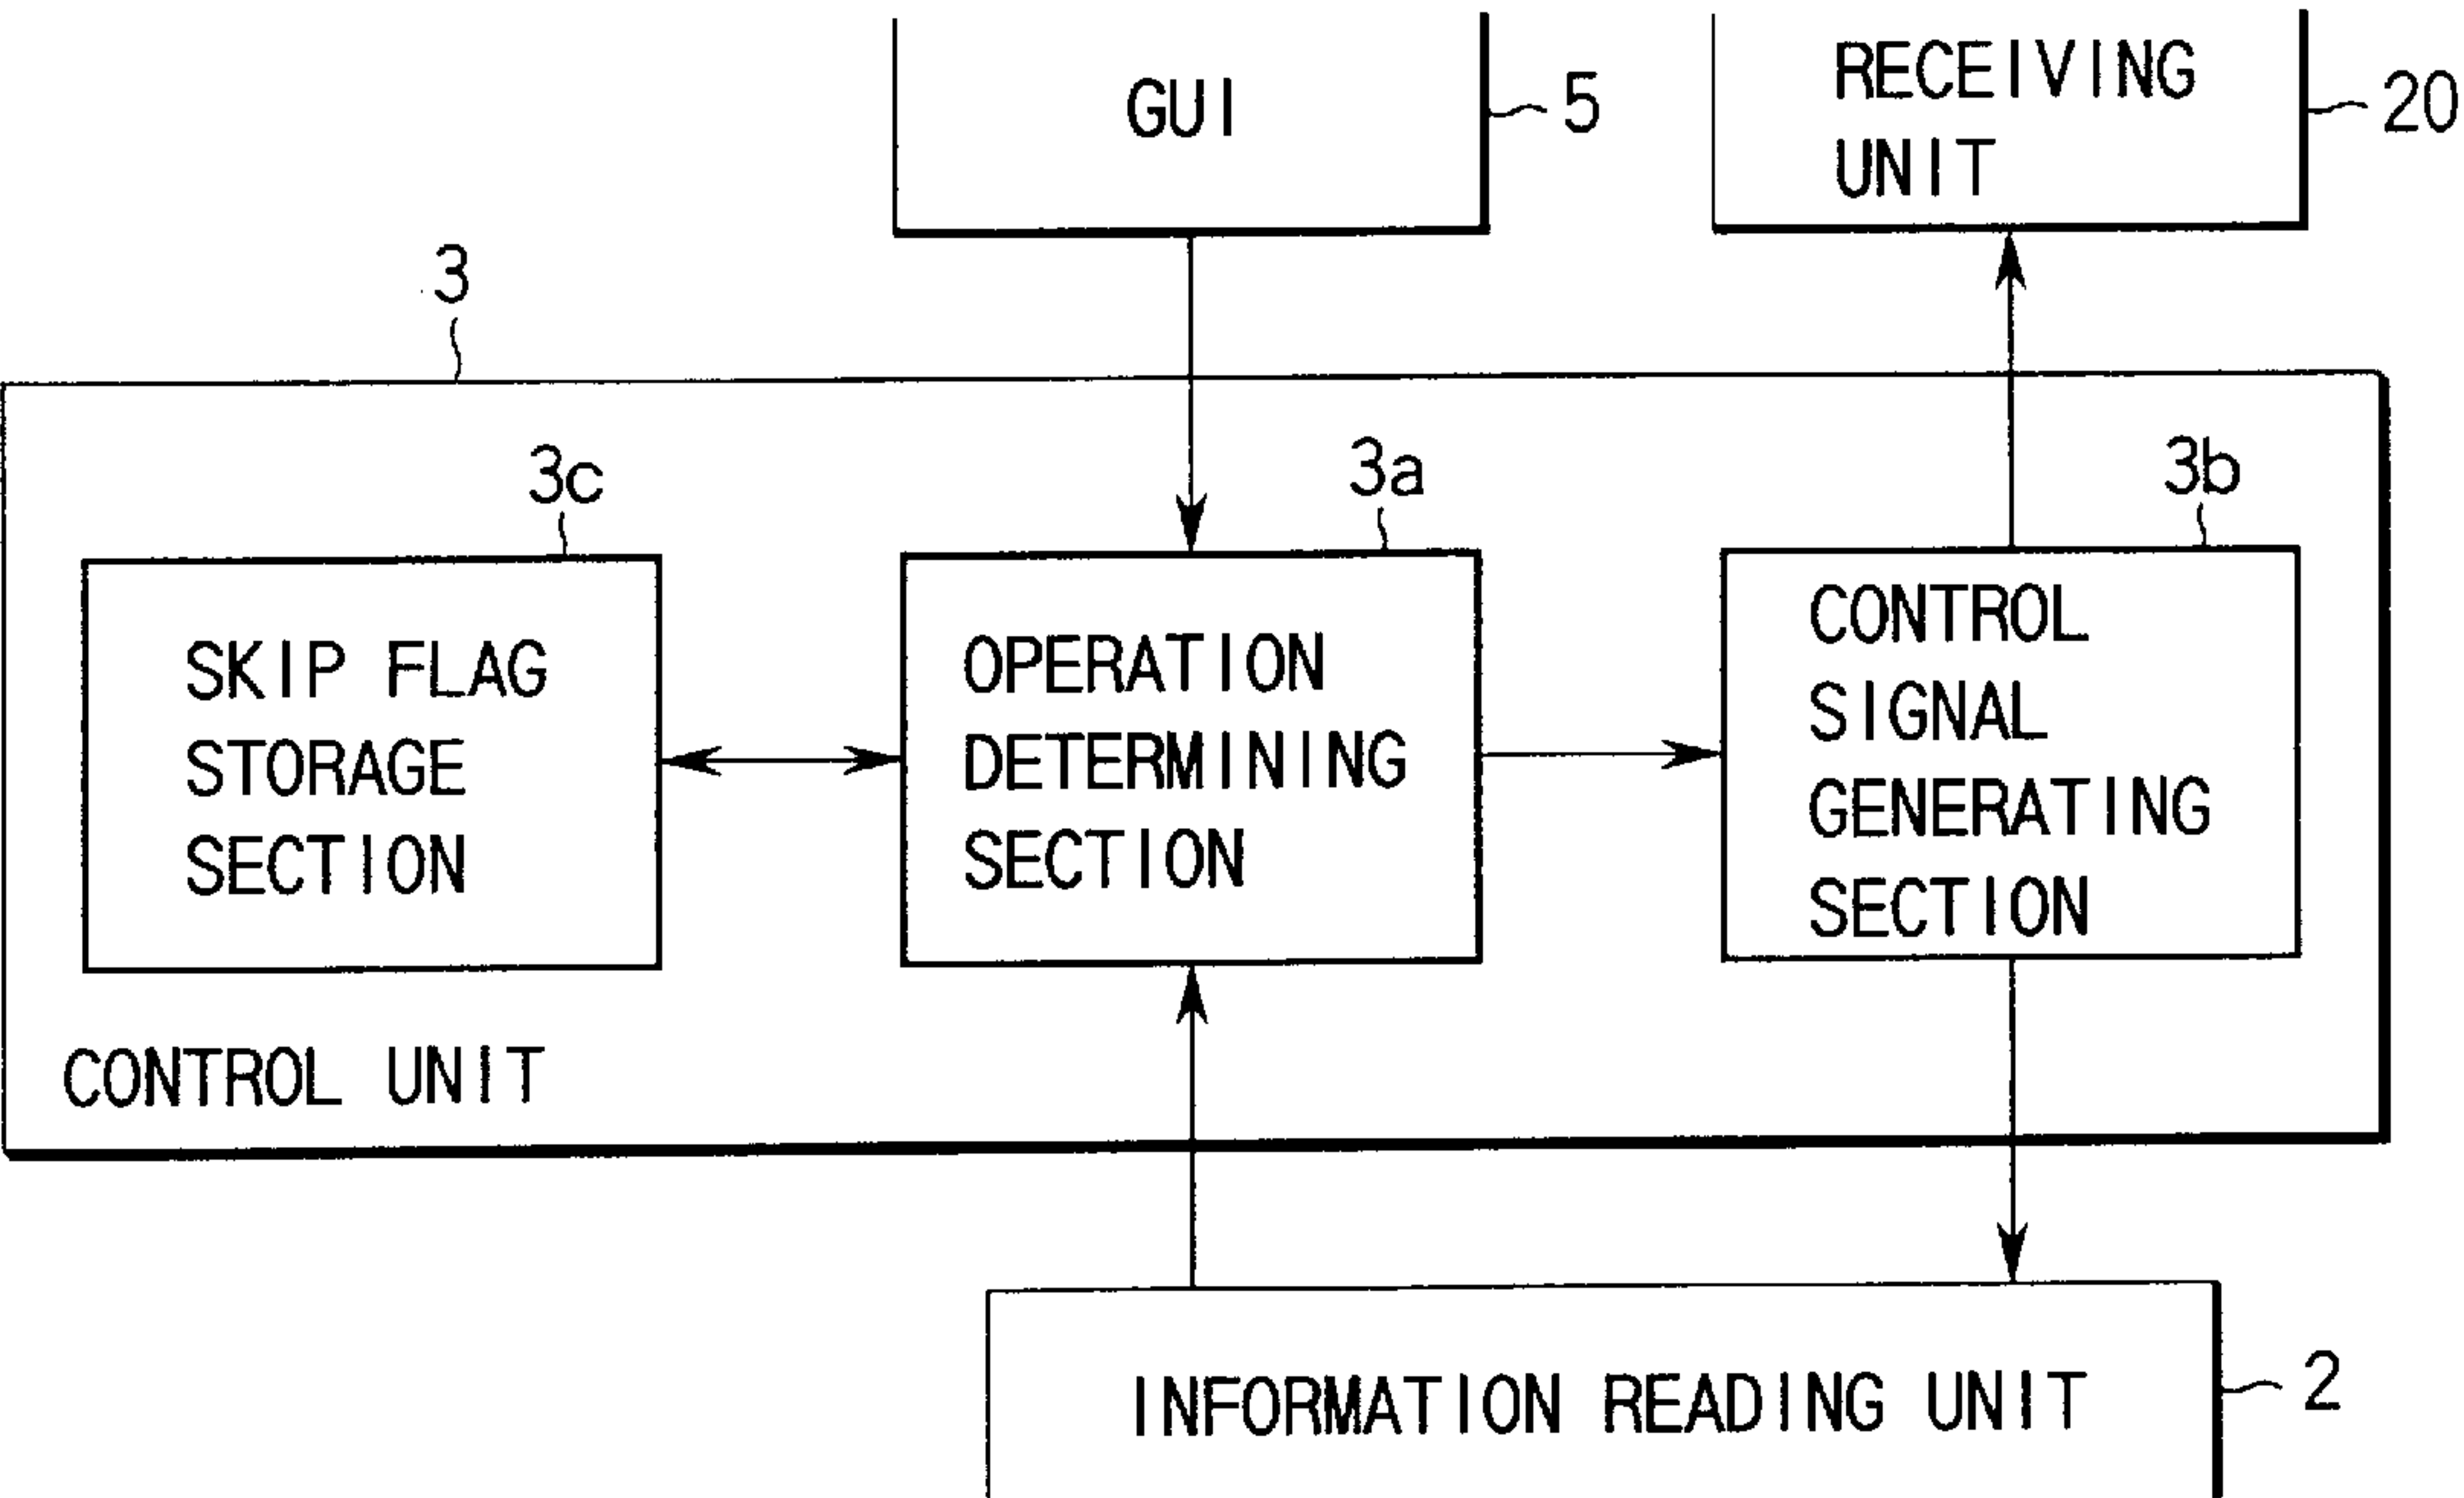 GUI
5
RECEIVING
UNIT
20
3
3c
3a
3b
SKIP FLAG
STORAGE
SECTION
OPERATION
DETERMINING
SECTION
CONTROL
SIGNAL
GENERATING
SECTION
CONTROL UNIT
INFORMATION READING UNIT
2